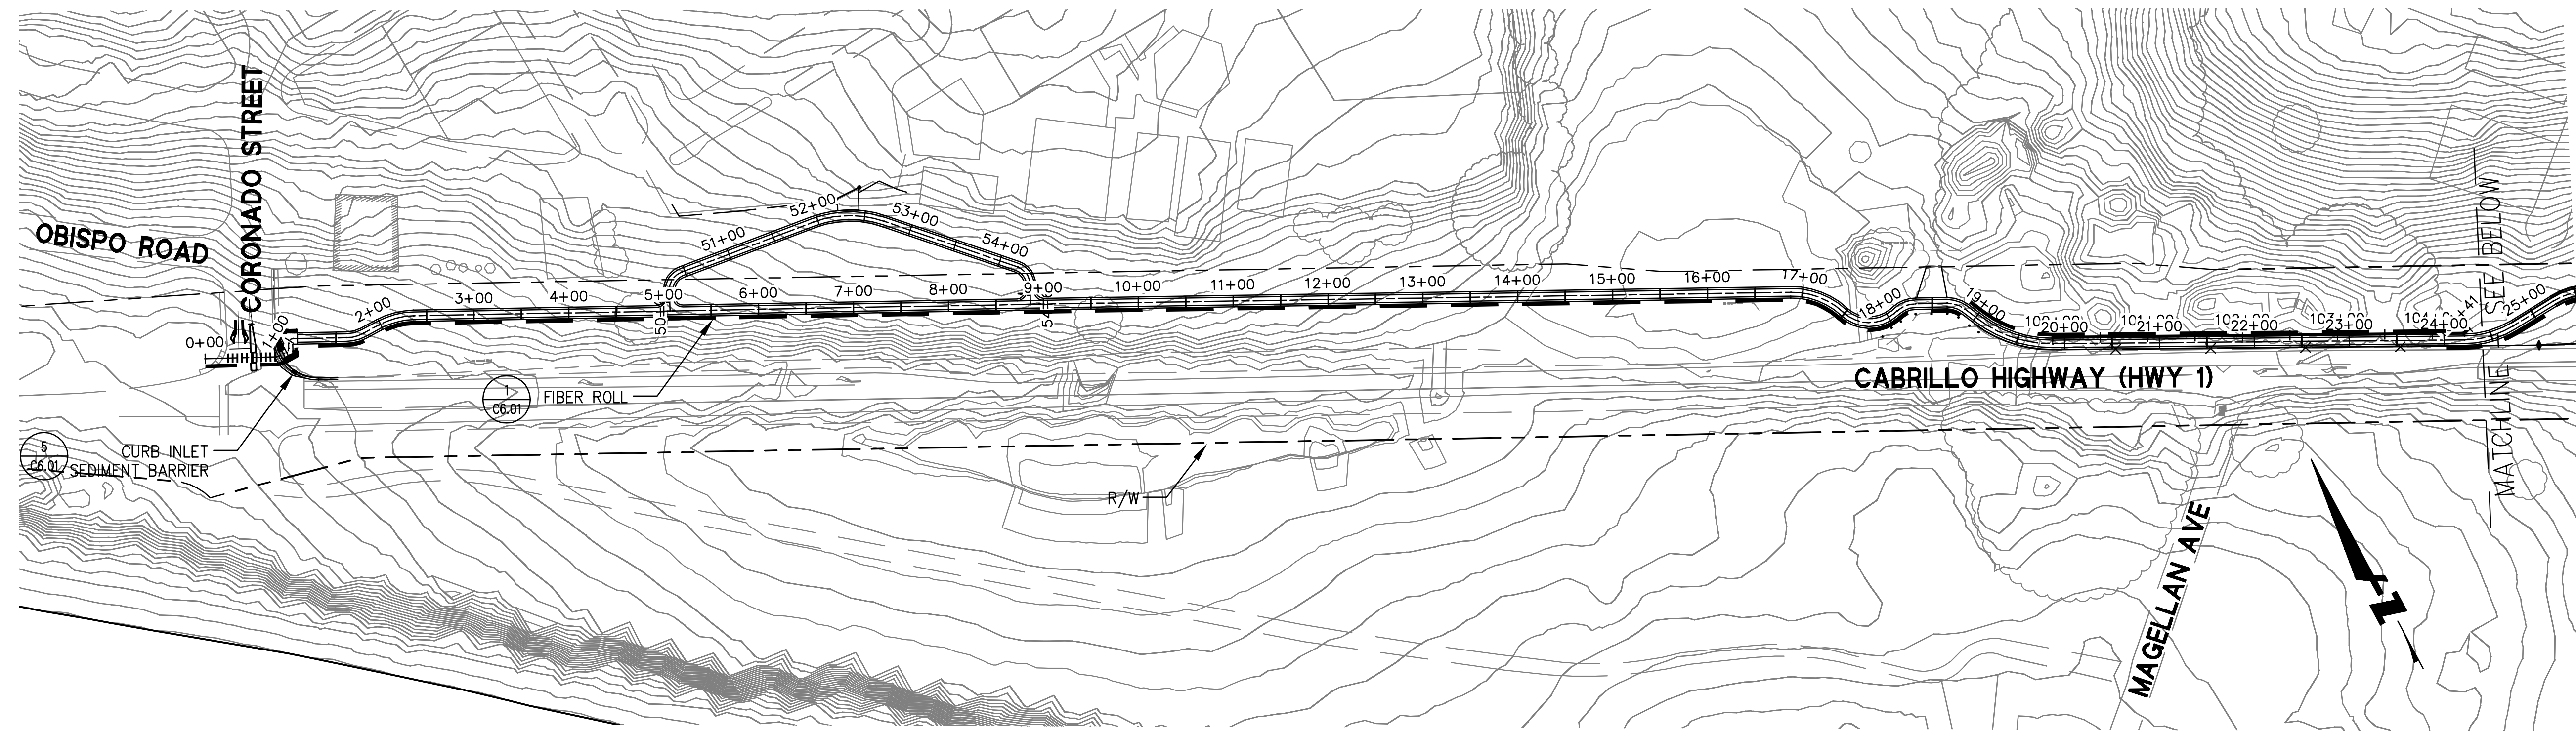 OBISPO ROAD
CORONADO STREET
0+00
1+00
2+00
3+00
4+00
5+00
6+00
7+00
8+00
9+00
10+00
11+00
12+00
13+00
14+00
15+00
16+00
17+00
18+00
19+00
20+00
21+00
22+00
23+00
24+00
25+00
51+00
52+00
53+00
54+00
1
C6.01
FIBER ROLL
CABRILLO HIGHWAY (HWY 1)
5
C6.01
CURB INLET
SEDIMENT BARRIER
R/W
MAGELLAN AVE
MATCHLINE
SEE BELOW